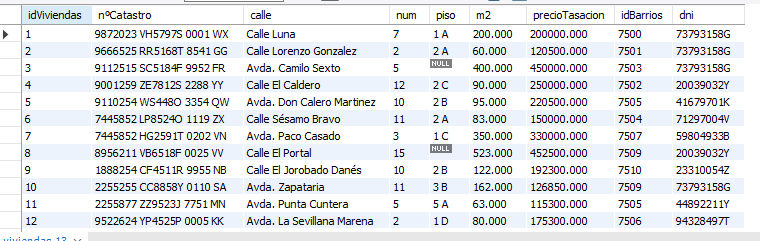 idViviendas nºCatastro calle num piso m2 precioTasacion idBarrios dni
1 9872023 VH5797S 0001 WX Calle Luna 7 1 A 200.000 200000.000 7500 73793158G
2 9666525 RR5168T 8541 GG Calle Lorenzo Gonzalez 2 2 A 60.000 120500.000 7501 73793158G
3 9112515 SC5184F 9952 FR Avda. Camilo Sexto 5 NULL 400.000 450000.000 7503 73793158G
4 9001259 ZE7812S 2288 YY Calle El Caldero 12 2 C 90.000 75000.000 7502 20039032Y
5 9110254 WS448O 3354 QW Avda. Don Calero Martinez 10 2 B 95.000 220500.000 7505 41679701K
6 7445852 LP8524O 1119 ZX Calle Sésamo Bravo 11 2 A 83.000 150000.000 7504 71297004V
7 7445852 HG2591T 0202 VN Avda. Paco Casado 3 1 C 350.000 330000.000 7507 59804933B
8 8956211 VB6518F 0025 VV Calle El Portal 15 NULL 523.000 452500.000 7509 20039032Y
9 1888254 CF4511R 9955 NB Calle El Jorobado Danés 10 2 B 122.000 192300.000 7510 23310054Z
10 2255255 CC8858Y 0110 SA Avda. Zapataria 11 3 B 162.000 126850.000 7509 73793158G
11 2255877 ZZ9523J 7751 MN Avda. Punta Cuntera 5 5 A 63.000 115300.000 7505 44892211Y
12 9522624 YP4525P 0005 KK Avda. La Sevillana Marena 2 1 D 80.000 175300.000 7506 94328497T
viviendas 13